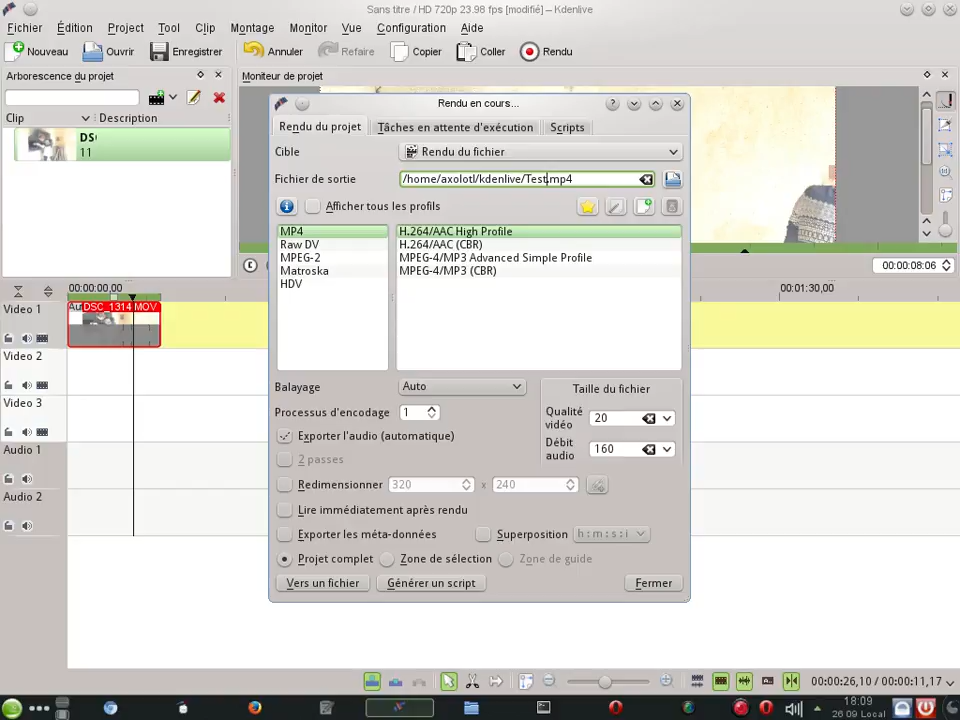 Sans titre / HD 720p 23.98 fps [modifié] – Kdenlive
Fichier Édition Project Tool Clip Montage Monitor Vue Configuration Aide
Nouveau Ouvrir Enregistrer Annuler Refaire Copier Coller Rendu
Arborescence du projet
Moniteur de projet
Clip Description
DS
11
Rendu en cours...
Rendu du projet Tâches en attente d'exécution Scripts
Cible Rendu du fichier
Fichier de sortie /home/axolotl/kdenlive/Test.mp4
Afficher tous les profils
MP4
Raw DV
MPEG-2
Matroska
HDV
H.264/AAC High Profile
H.264/AAC (CBR)
MPEG-4/MP3 Advanced Simple Profile
MPEG-4/MP3 (CBR)
Balayage Auto
Processus d'encodage 1
Exporter l'audio (automatique)
2 passes
Taille du fichier
Qualité vidéo 20
Débit audio 160
Redimensionner 320 x 240
Lire immédiatement après rendu
Exporter les méta-données Superposition h:m:s:i
Projet complet Zone de sélection Zone de guide
Vers un fichier Générer un script Fermer
00:00:08:06
00:00:00,00
00:01:30,00
Video 1
Au DSC_1314.MOV
Video 2
Video 3
Audio 1
Audio 2
00:00:26,10 / 00:00:11,17
18:09
26 09 Local